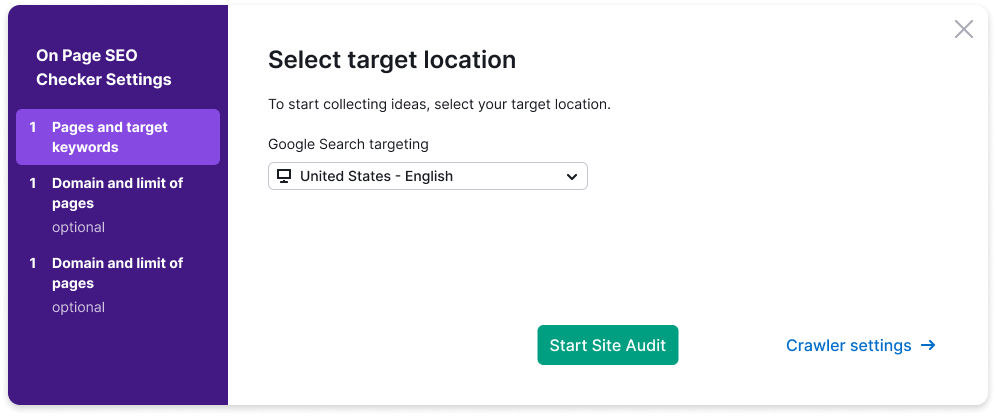 On Page SEO
Checker Settings
1 Pages and target
keywords
1 Domain and limit of
pages
optional
1 Domain and limit of
pages
optional
Select target location
To start collecting ideas, select your target location.
Google Search targeting
United States - English
Start Site Audit
Crawler settings →